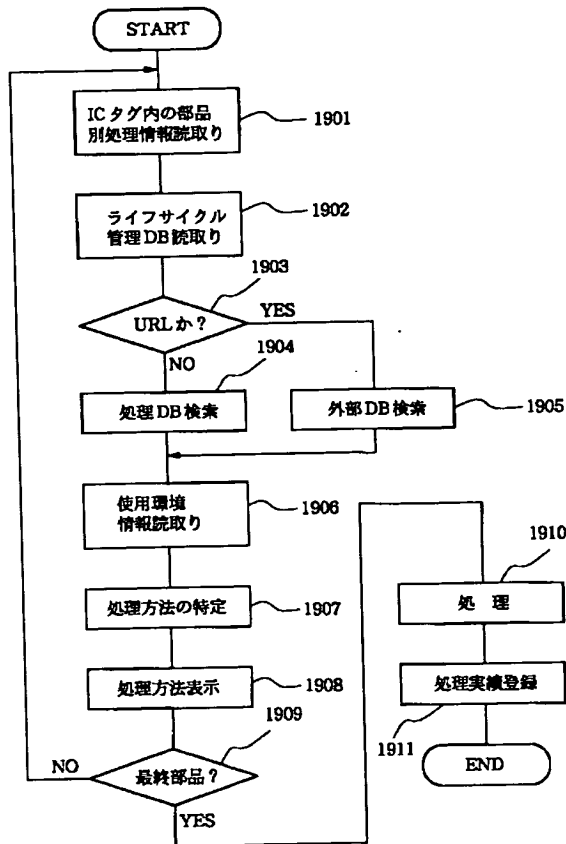 START
ICタグ内の部品
別処理情報読取り
1901
ライフサイクル
管理DB読取り
1902
1903
URLか?
YES
NO
1904
処理DB検索
外部DB検索
1905
使用環境
情報読取り
1906
処理方法の特定
1907
処理方法表示
1908
1909
最終部品?
NO
YES
1910
処 理
処理実績登録
1911
END